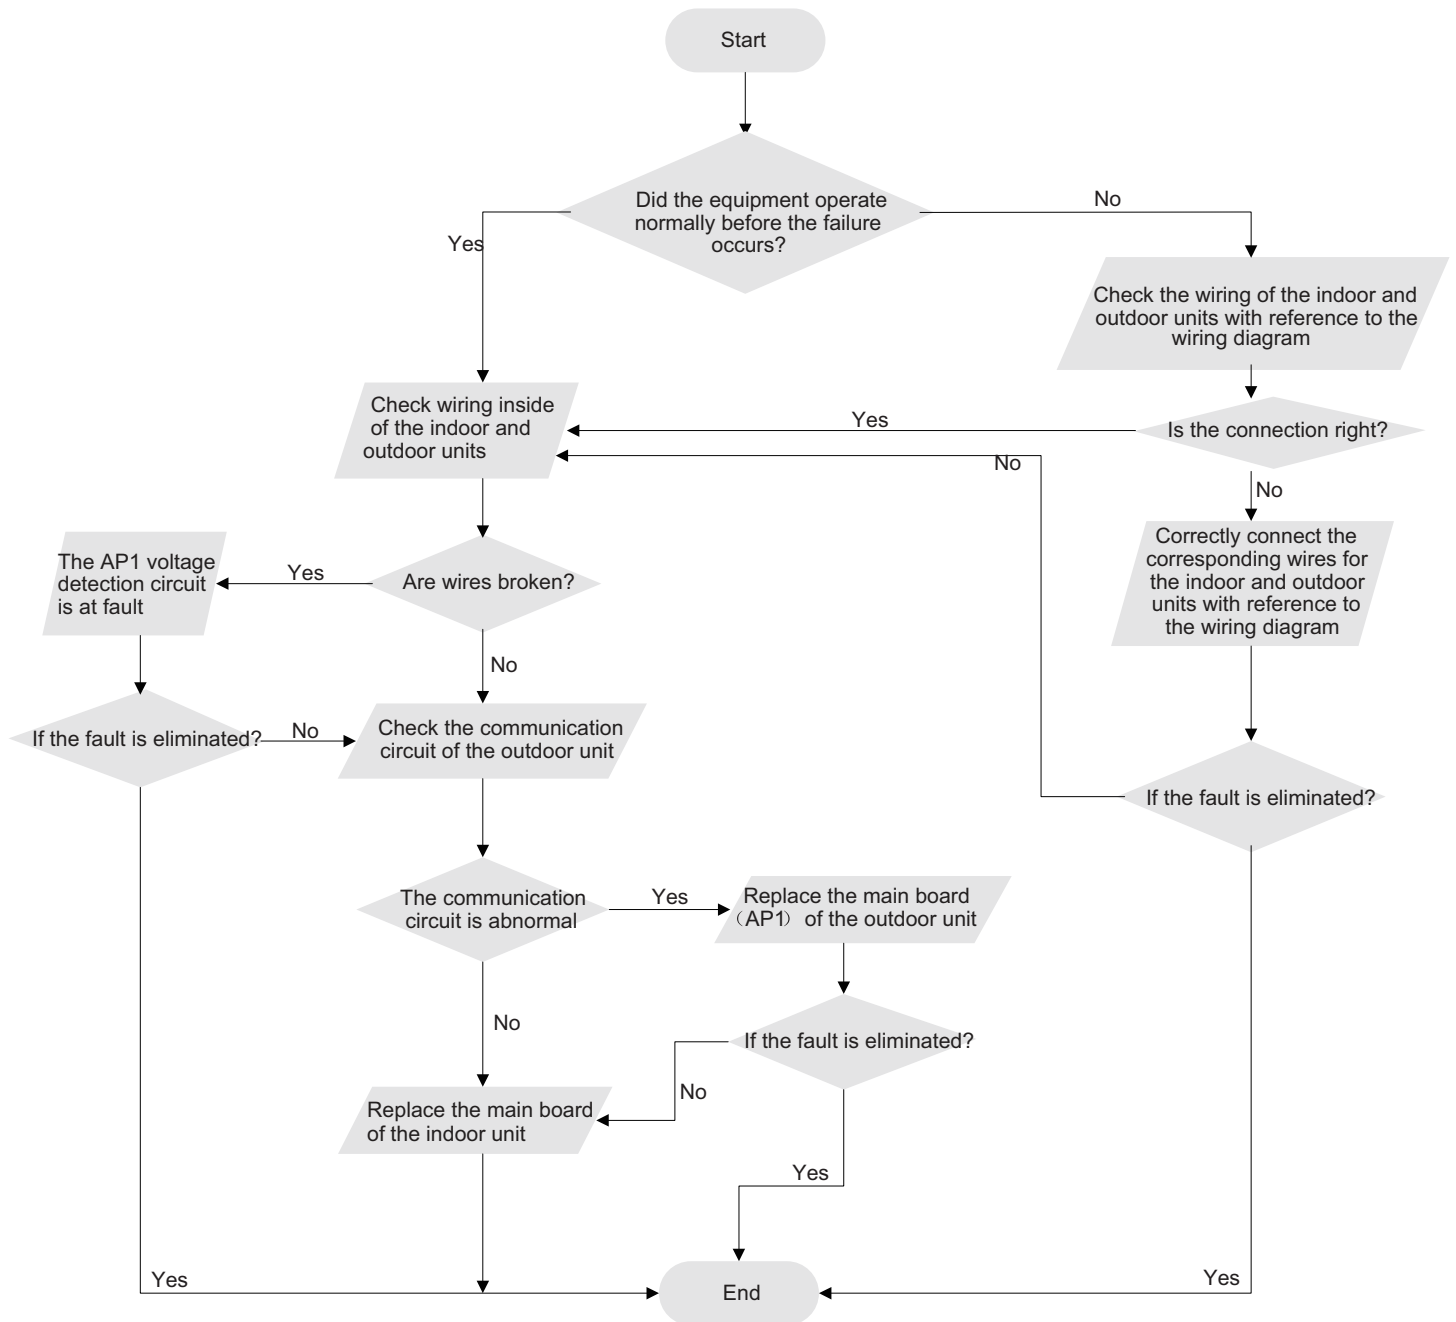 Start
Did the equipment operate
normally before the failure
occurs?
No
Yes
Check the wiring of the indoor and
outdoor units with reference to the
wiring diagram
Check wiring inside
of the indoor and
outdoor units
Yes
Is the connection right?
No
No
Correctly connect the
corresponding wires for
the indoor and outdoor
units with reference to
the wiring diagram
The AP1 voltage
detection circuit
is at fault
Yes
Are wires broken?
No
If the fault is eliminated?
No
Check the communication
circuit of the outdoor unit
If the fault is eliminated?
The communication
circuit is abnormal
Yes
Replace the main board
（AP1） of the outdoor unit
No
If the fault is eliminated?
No
Replace the main board
of the indoor unit
Yes
Yes
End
Yes